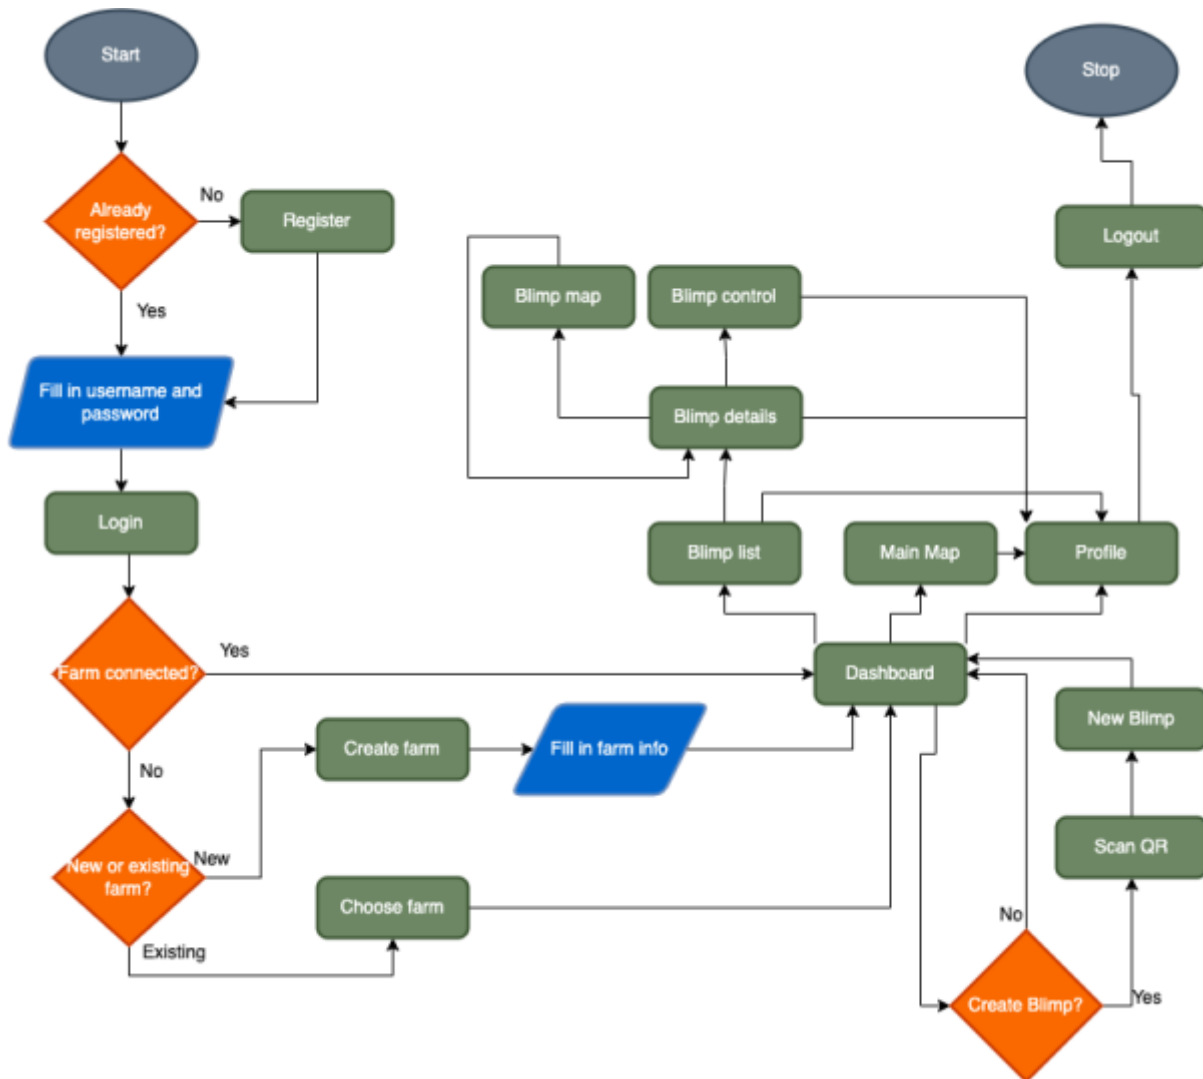 Start
Stop
Already
registered?
No
Register
Logout
Yes
Blimp map
Blimp control
Fill in username and
password
Blimp details
Login
Blimp list
Main Map
Profile
Farm connected?
Yes
Dashboard
No
Create farm
Fill in farm info
New Blimp
New or existing
farm?
New
Scan QR
Choose farm
Existing
No
Create Blimp?
Yes